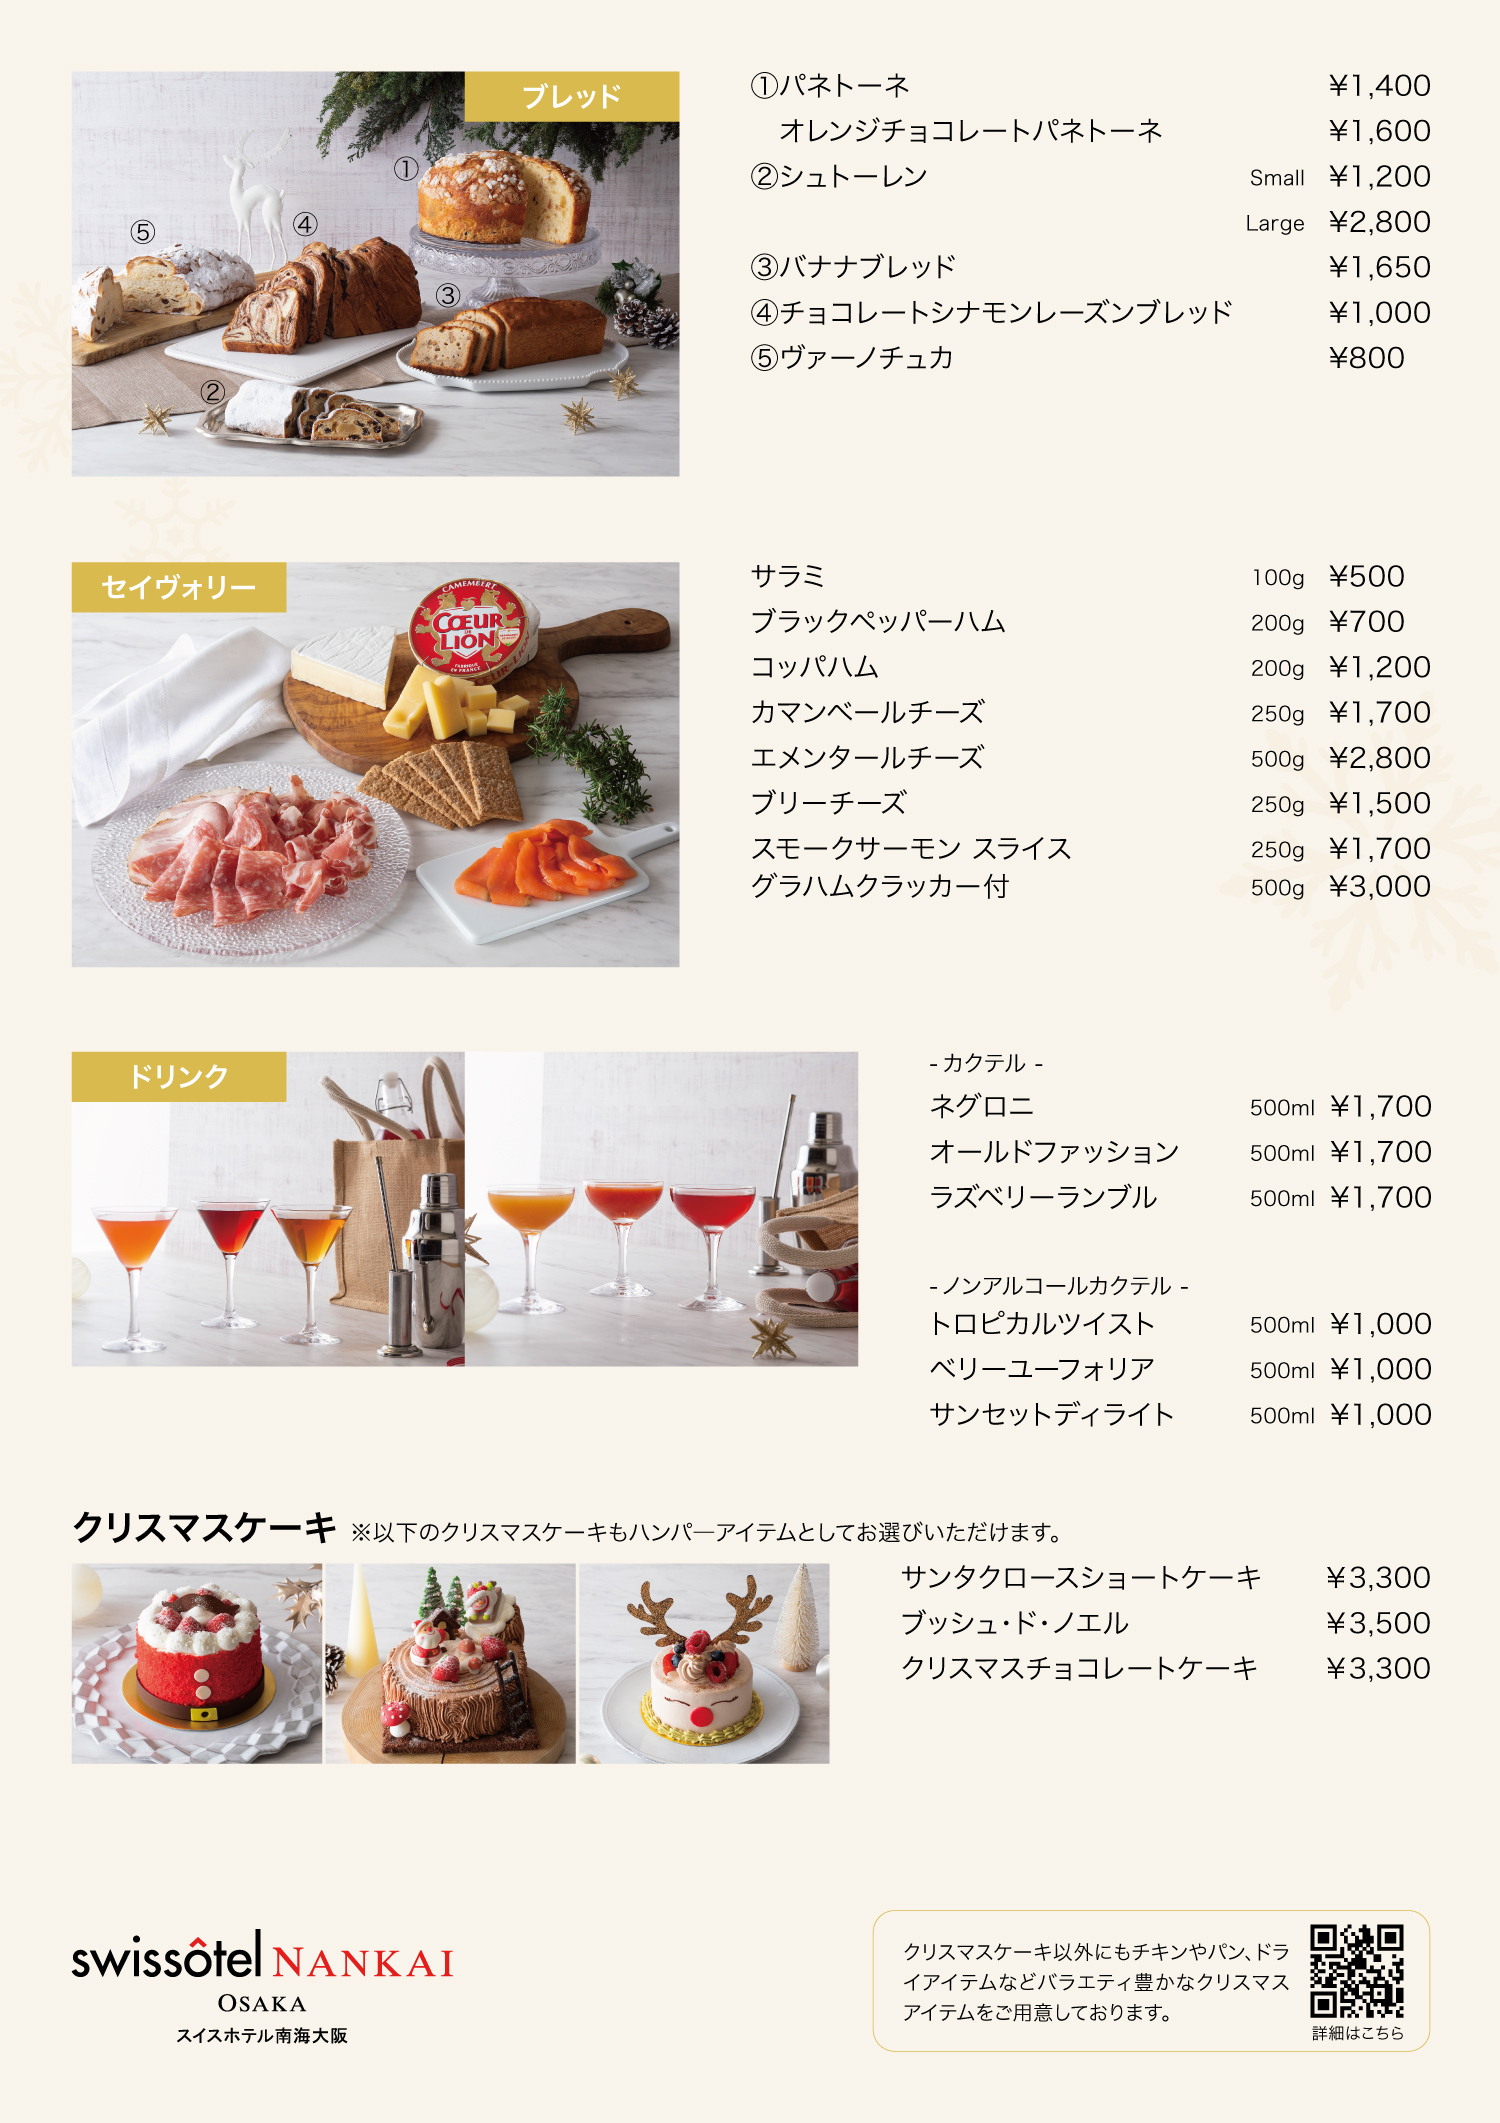 ブレッド
①
④
⑤
③
②
①パネトーネ ¥1,400
オレンジチョコレートパネトーネ ¥1,600
②シュトーレン Small ¥1,200
Large ¥2,800
③バナナブレッド ¥1,650
④チョコレートシナモンレーズンブレッド ¥1,000
⑤ヴァーノチュカ ¥800
セイヴォリー
CAMEMBERT
CŒUR
DE
LION
FABRIQUÉ
EN FRANCE
サラミ 100g ¥500
ブラックペッパーハム 200g ¥700
コッパハム 200g ¥1,200
カマンベールチーズ 250g ¥1,700
エメンタールチーズ 500g ¥2,800
ブリーチーズ 250g ¥1,500
スモークサーモン スライス 250g ¥1,700
グラハムクラッカー付 500g ¥3,000
ドリンク
- カクテル -
ネグロニ 500ml ¥1,700
オールドファッション 500ml ¥1,700
ラズベリーランブル 500ml ¥1,700
- ノンアルコールカクテル -
トロピカルツイスト 500ml ¥1,000
ベリーユーフォリア 500ml ¥1,000
サンセットディライト 500ml ¥1,000
クリスマスケーキ ※以下のクリスマスケーキもハンパ―アイテムとしてお選びいただけます。
サンタクロースショートケーキ ¥3,300
ブッシュ・ド・ノエル ¥3,500
クリスマスチョコレートケーキ ¥3,300
swissôtel NANKAI
OSAKA
スイスホテル南海大阪
クリスマスケーキ以外にもチキンやパン、ドラ
イアイテムなどバラエティ豊かなクリスマス
アイテムをご用意しております。
詳細はこちら